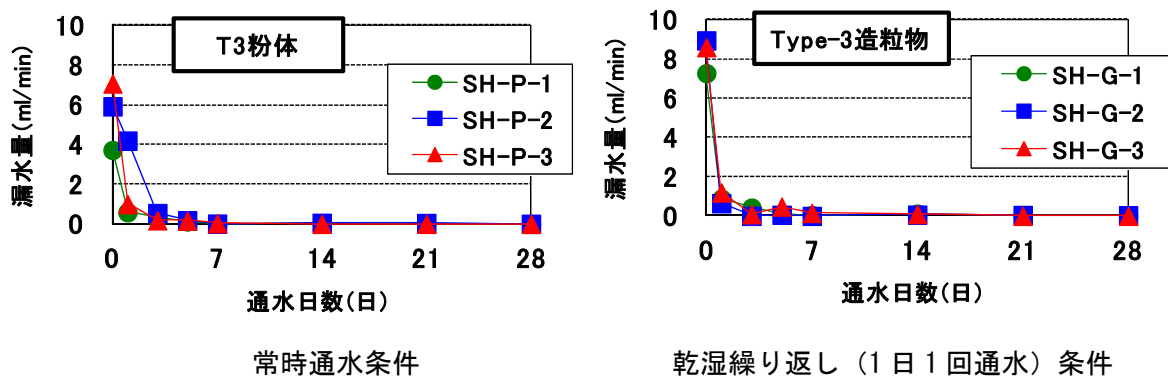 T3粉体
漏水量(ml/min)
10
8
6
4
2
0
SH-P-1
SH-P-2
SH-P-3
0 7 14 21 28
通水日数(日)
常時通水条件
Type-3造粒物
漏水量(ml/min)
10
8
6
4
2
0
SH-G-1
SH-G-2
SH-G-3
0 7 14 21 28
通水日数(日)
乾湿繰り返し（1日1回通水）条件